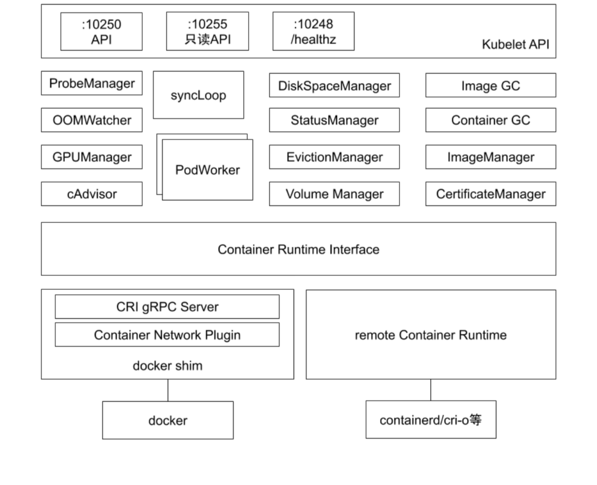 :10250
API
:10255
只读API
:10248
/healthz
Kubelet API
ProbeManager
syncLoop
DiskSpaceManager
Image GC
OOMWatcher
StatusManager
Container GC
GPUManager
PodWorker
EvictionManager
ImageManager
cAdvisor
Volume Manager
CertificateManager
Container Runtime Interface
CRI gRPC Server
Container Network Plugin
docker shim
remote Container Runtime
docker
containerd/cri-o等